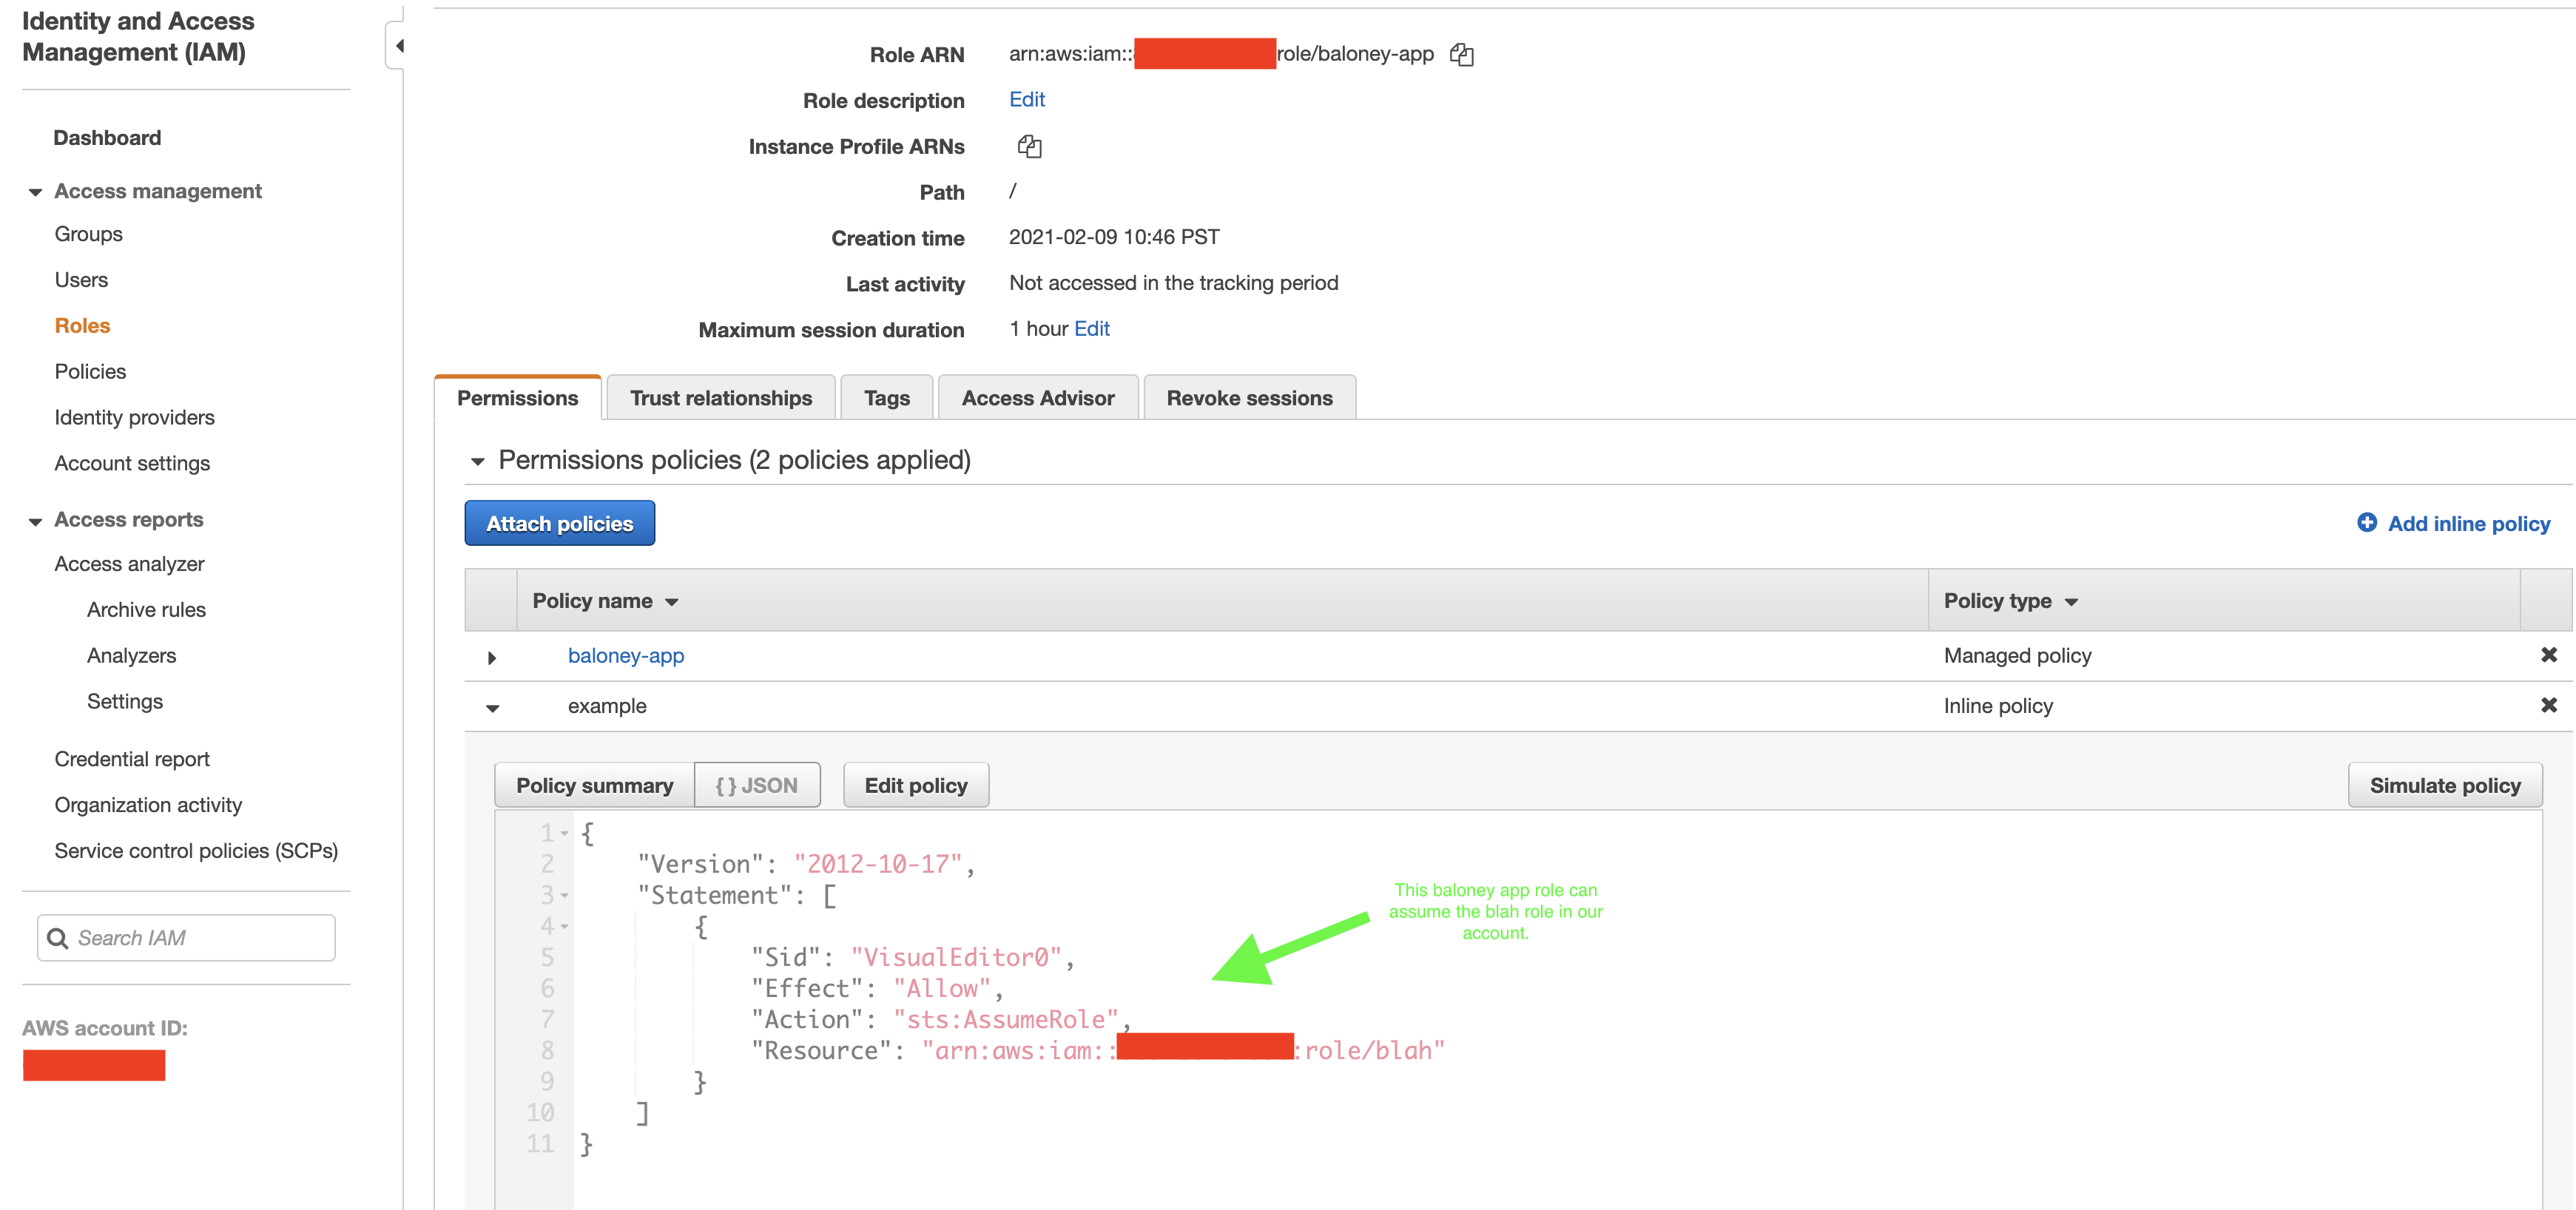 Identity and Access
Management (IAM)
Dashboard
Access management
Groups
Users
Roles
Policies
Identity providers
Account settings
Access reports
Access analyzer
Archive rules
Analyzers
Settings
Credential report
Organization activity
Service control policies (SCPs)
Search IAM
AWS account ID:
Role ARN arn:aws:iam:: role/baloney-app
Role description Edit
Instance Profile ARNs
Path /
Creation time 2021-02-09 10:46 PST
Last activity Not accessed in the tracking period
Maximum session duration 1 hour Edit
Permissions Trust relationships Tags Access Advisor Revoke sessions
Permissions policies (2 policies applied)
Attach policies Add inline policy
Policy name Policy type
baloney-app Managed policy
example Inline policy
Policy summary { } JSON Edit policy Simulate policy
1 {
2 "Version": "2012-10-17",
3 "Statement": [
4 {
5 "Sid": "VisualEditor0",
6 "Effect": "Allow",
7 "Action": "sts:AssumeRole",
8 "Resource": "arn:aws:iam:: :role/blah"
9 }
10 ]
11 }
This baloney app role can
assume the blah role in our
account.